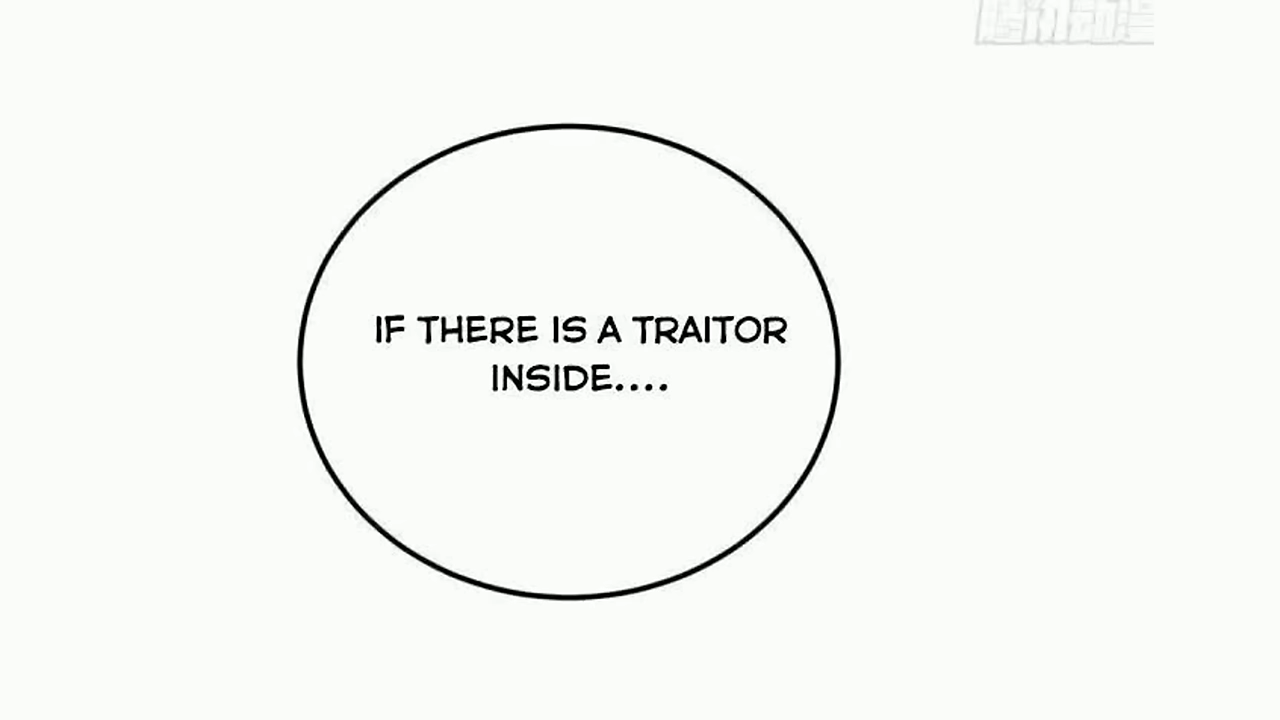 IF THERE IS A TRAITOR
INSIDE....